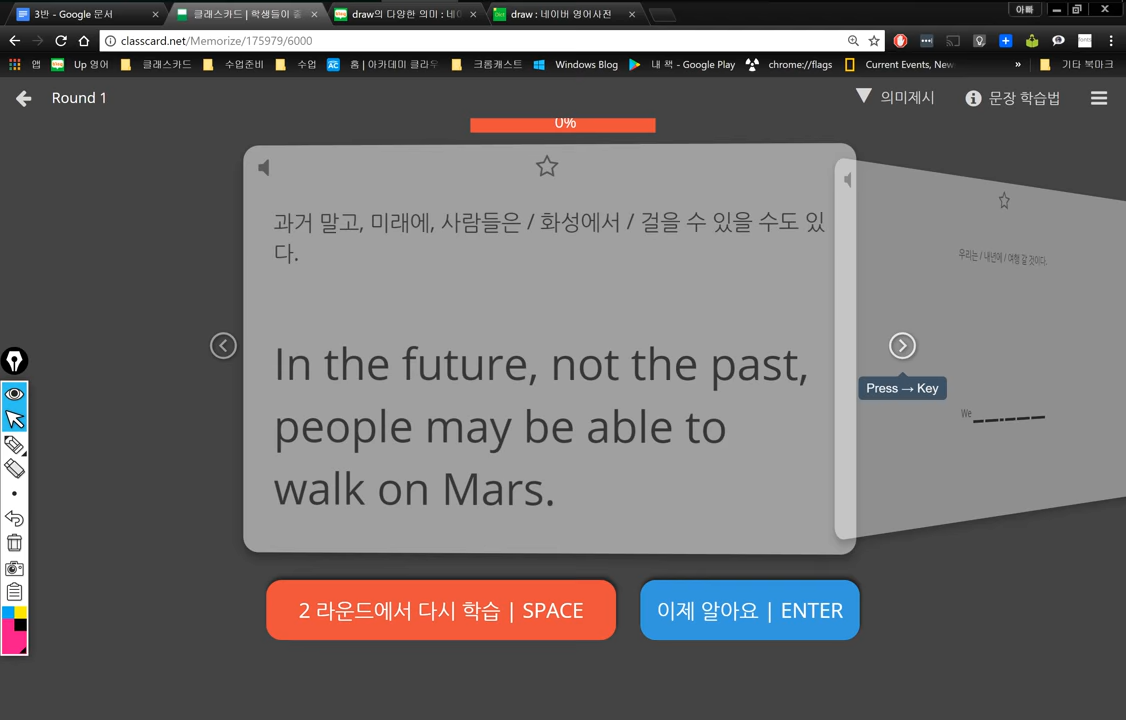 3반 - Google 문서
클래스카드 | 학생들이 졸
draw의 다양한 의미 : 네이
draw : 네이버 영어사전
아빠
classcard.net/Memorize/175979/6000
앱
Up 영어
클래스카드
수업준비
수업
홈 | 아카데미 클라우
크롬캐스트
Windows Blog
내 책 - Google Play
chrome://flags
Current Events, New
»
기타 북마크
Round 1
의미제시
문장 학습법
0%
과거 말고, 미래에, 사람들은 / 화성에서 / 걸을 수 있을 수도 있
다.
In the future, not the past,
people may be able to
walk on Mars.
우리는 / 내년에 / 여행 갈 것이다.
We
Press → Key
2 라운드에서 다시 학습 | SPACE
이제 알아요 | ENTER